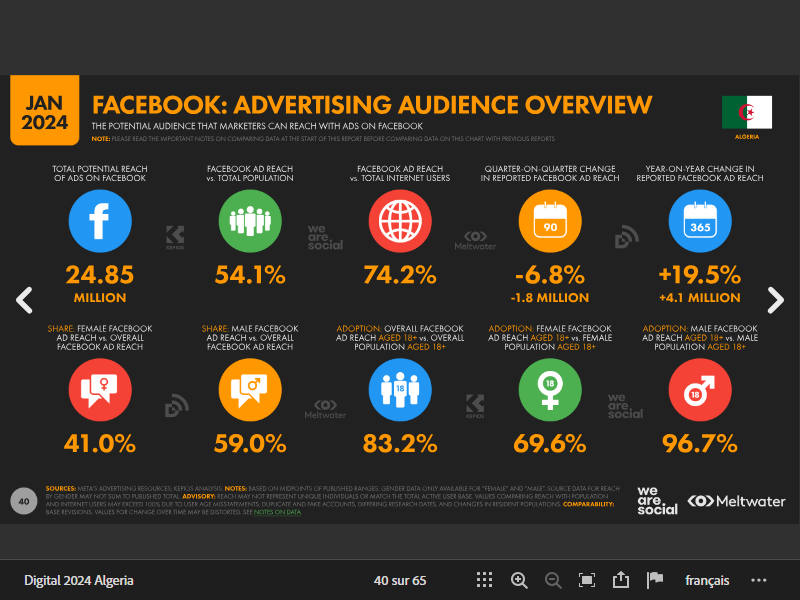 JAN
2024
FACEBOOK: ADVERTISING AUDIENCE OVERVIEW
THE POTENTIAL AUDIENCE THAT MARKETERS CAN REACH WITH ADS ON FACEBOOK
NOTE: PLEASE READ THE IMPORTANT NOTES ON COMPARING DATA AT THE START OF THIS REPORT BEFORE COMPARING DATA ON THIS CHART WITH PREVIOUS REPORTS
ALGERIA
TOTAL POTENTIAL REACH
OF ADS ON FACEBOOK
f
24.85
MILLION
FACEBOOK AD REACH
vs. TOTAL POPULATION
54.1%
FACEBOOK AD REACH
vs. TOTAL INTERNET USERS
74.2%
QUARTER-ON-QUARTER CHANGE
IN REPORTED FACEBOOK AD REACH
90
-6.8%
-1.8 MILLION
YEAR-ON-YEAR CHANGE IN
REPORTED FACEBOOK AD REACH
365
+19.5%
+4.1 MILLION
KEPIOS
we
are.
social
Meltwater
SHARE: FEMALE FACEBOOK
AD REACH vs. OVERALL
FACEBOOK AD REACH
41.0%
SHARE: MALE FACEBOOK
AD REACH vs. OVERALL
FACEBOOK AD REACH
59.0%
ADOPTION: OVERALL FACEBOOK
AD REACH AGED 18+ vs. OVERALL
POPULATION AGED 18+
18
83.2%
ADOPTION: FEMALE FACEBOOK
AD REACH AGED 18+ vs. FEMALE
POPULATION AGED 18+
18
69.6%
ADOPTION: MALE FACEBOOK
AD REACH AGED 18+ vs. MALE
POPULATION AGED 18+
18
96.7%
Meltwater
KEPIOS
we
are.
social
40
SOURCES: META'S ADVERTISING RESOURCES; KEPIOS ANALYSIS. NOTES: BASED ON MIDPOINTS OF PUBLISHED RANGES. GENDER DATA ONLY AVAILABLE FOR "FEMALE" AND "MALE". SOURCE DATA FOR REACH
BY GENDER MAY NOT SUM TO PUBLISHED TOTAL. ADVISORY: REACH MAY NOT REPRESENT UNIQUE INDIVIDUALS OR MATCH THE TOTAL ACTIVE USER BASE. VALUES COMPARING REACH WITH POPULATION
AND INTERNET USERS MAY EXCEED 100% DUE TO USER AGE MISSTATEMENTS, DUPLICATE AND FAKE ACCOUNTS, DIFFERING RESEARCH DATES, AND CHANGES IN RESIDENT POPULATIONS. COMPARABILITY:
BASE REVISIONS. VALUES FOR CHANGE OVER TIME MAY BE DISTORTED. SEE NOTES ON DATA.
we
are.
social
Meltwater
Digital 2024 Algeria
40 sur 65
français